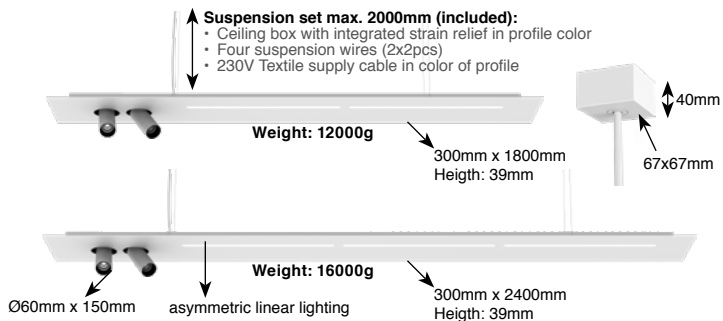 Suspension set max. 2000mm (included):
• Ceiling box with integrated strain relief in profile color
• Four suspension wires (2x2pcs)
• 230V Textile supply cable in color of profile
40mm
67x67mm
Weight: 12000g
300mm x 1800mm
Heigth: 39mm
Weight: 16000g
Ø60mm x 150mm
asymmetric linear lighting
300mm x 2400mm
Heigth: 39mm